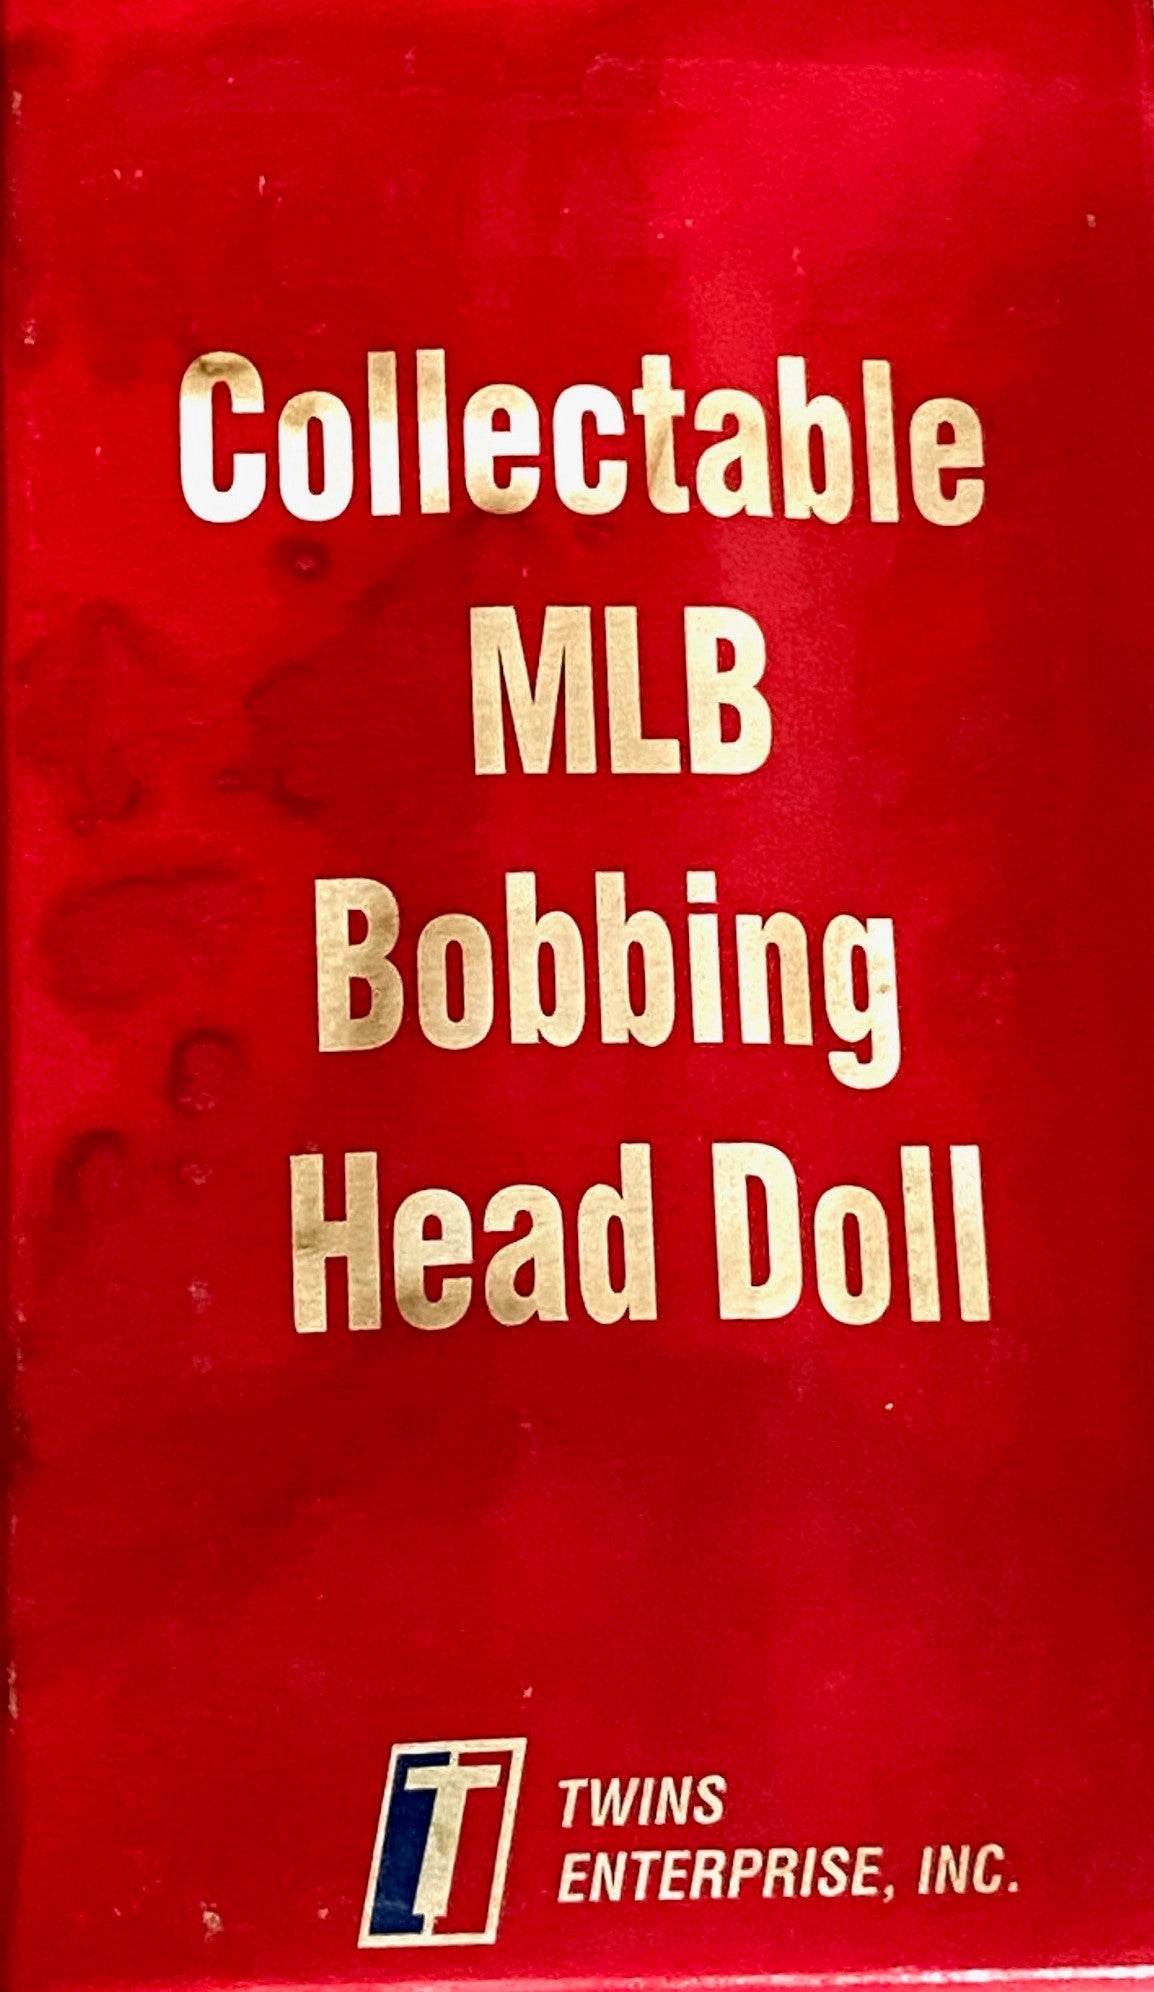 Collectable
MLB
Bobbing
Head Doll
TWINS
ENTERPRISE, INC.